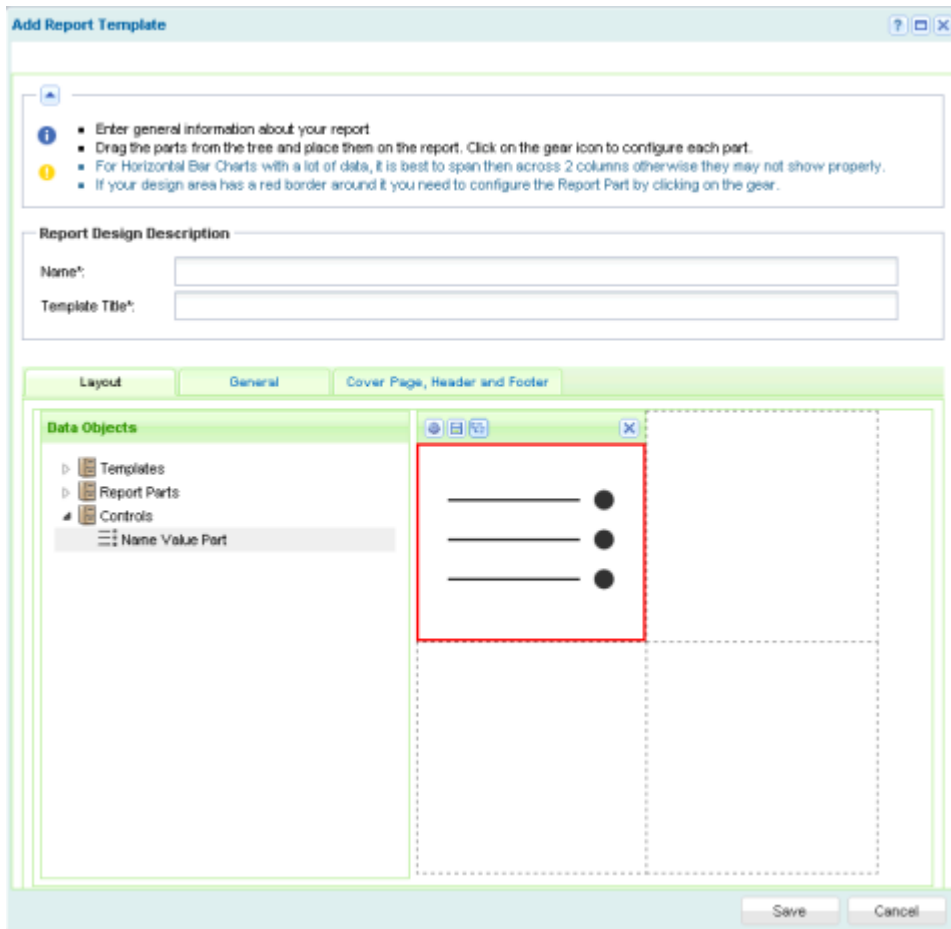 Add Report Template
Enter general information about your report
Drag the parts from the tree and place them on the report. Click on the gear icon to configure each part.
For Horizontal Bar Charts with a lot of data, it is best to span then across 2 columns otherwise they may not show properly.
If your design area has a red border around it you need to configure the Report Part by clicking on the gear.
Report Design Description
Name*:
Template Title*:
Layout General Cover Page, Header and Footer
Data Objects
Templates
Report Parts
Controls
Name Value Part
Save Cancel